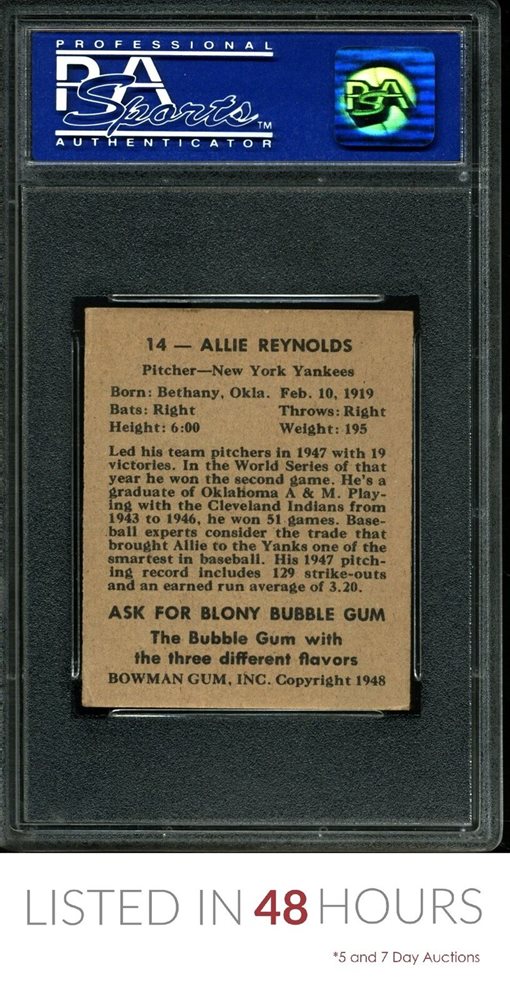 PROFESSIONAL
PSA
Sports™
AUTHENTICATOR
PSA
14 — ALLIE REYNOLDS
Pitcher—New York Yankees
Born: Bethany, Okla. Feb. 10, 1919
Bats: Right Throws: Right
Height: 6:00 Weight: 195
Led his team pitchers in 1947 with 19
victories. In the World Series of that
year he won the second game. He's a
graduate of Oklahoma A & M. Play-
ing with the Cleveland Indians from
1943 to 1946, he won 51 games. Base-
ball experts consider the trade that
brought Allie to the Yanks one of the
smartest in baseball. His 1947 pitch-
ing record includes 129 strike-outs
and an earned run average of 3.20.
ASK FOR BLONY BUBBLE GUM
The Bubble Gum with
the three different flavors
BOWMAN GUM, INC. Copyright 1948
LISTED IN 48 HOURS
*5 and 7 Day Auctions